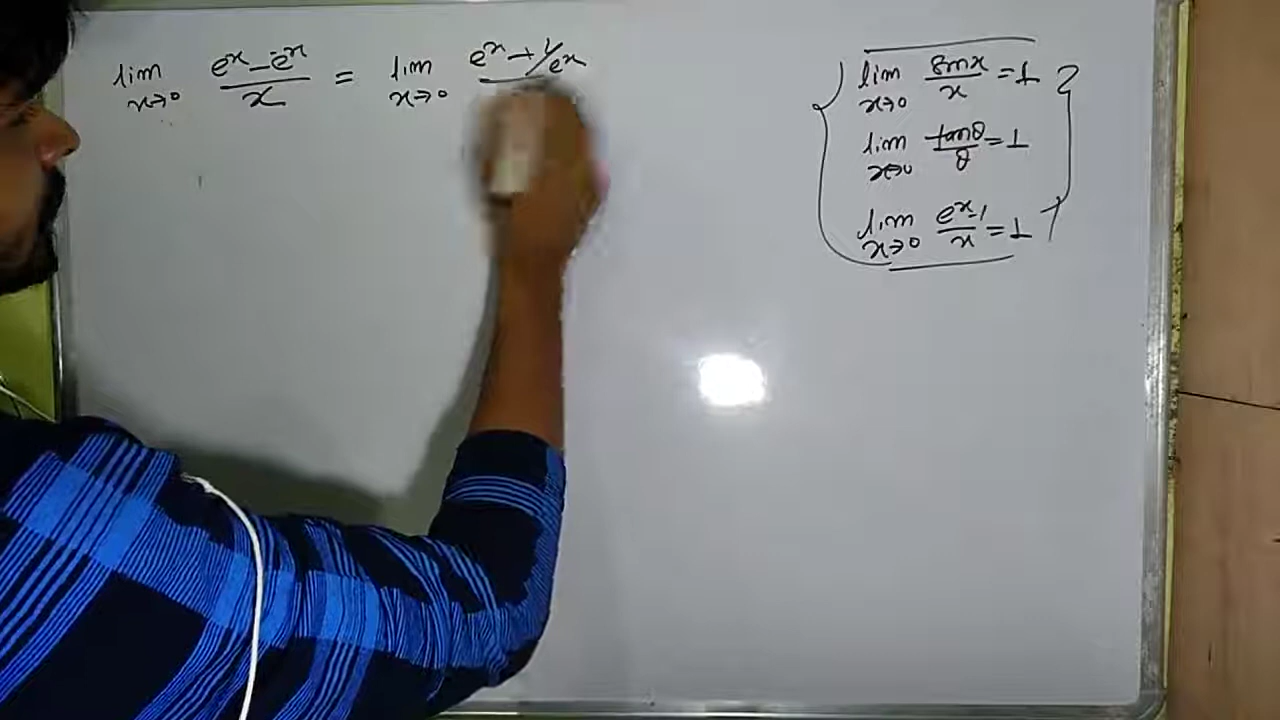 lim x→0 (e^x - e^-x)/x = lim x→0 e^x + 1/e^x
lim x→0 sinx/x = 1
lim x→0 tanθ/θ = 1
lim x→0 (e^x-1)/x = 1